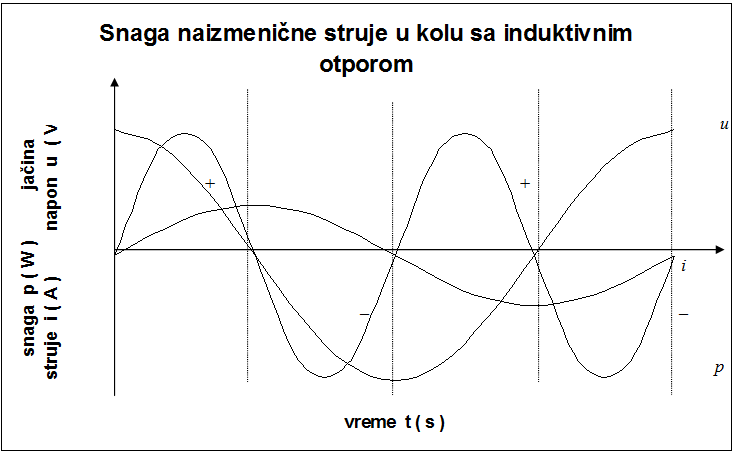 Snaga naizmenične struje u kolu sa induktivnim
otporom
jačina
napon u ( V
snaga p ( W )
struje i ( A )
u
+
+
i
–
–
p
vreme t ( s )